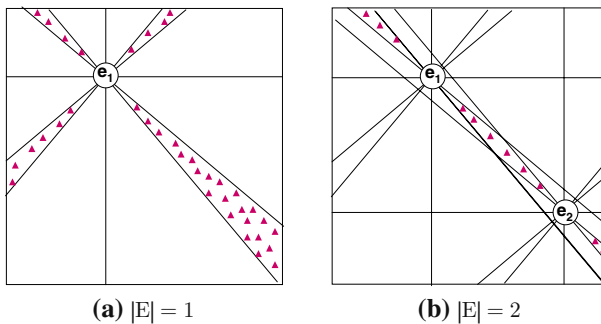 e₁
e₁
e₂
(a) |E| = 1
(b) |E| = 2